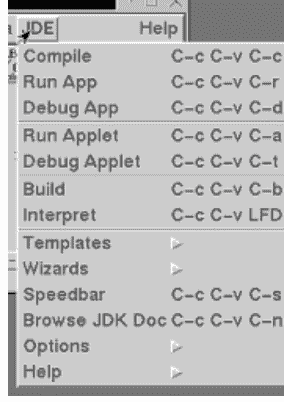 JDE Help
Compile C-c C-v C-c
Run App C-c C-v C-r
Debug App C-c C-v C-d
Run Applet C-c C-v C-a
Debug Applet C-c C-v C-t
Build C-c C-v C-b
Interpret C-c C-v LFD
Templates
Wizards
Speedbar C-c C-v C-s
Browse JDK Doc C-c C-v C-n
Options
Help